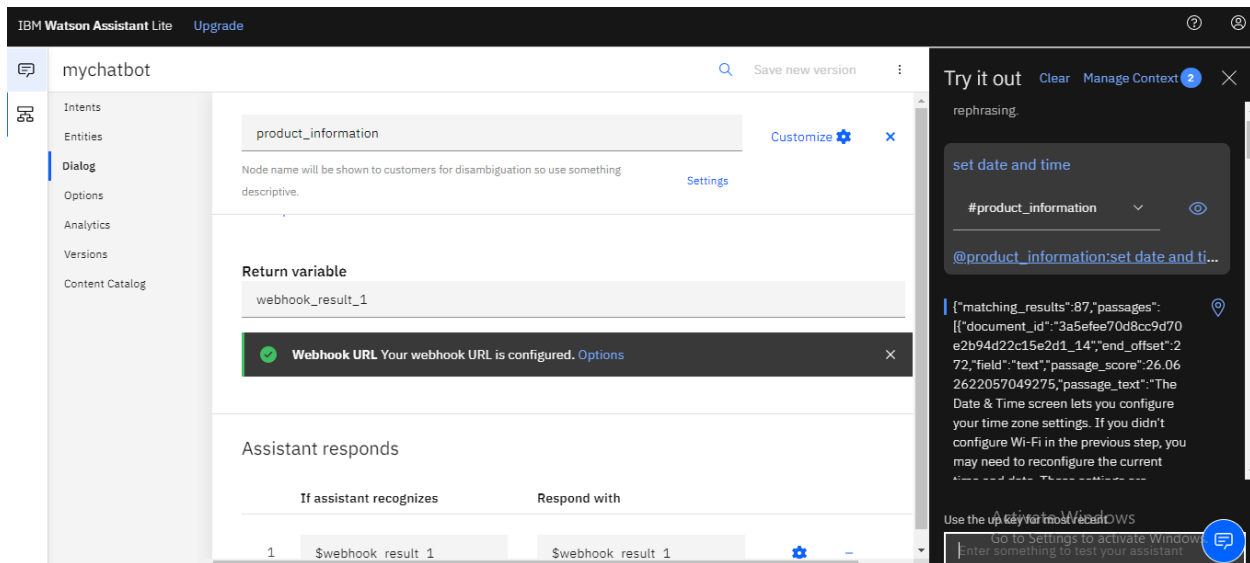 IBM Watson Assistant Lite Upgrade
mychatbot
Save new version
Intents
Entities
Dialog
Options
Analytics
Versions
Content Catalog
product_information
Customize
Node name will be shown to customers for disambiguation so use something
descriptive.
Settings
Return variable
webhook_result_1
Webhook URL Your webhook URL is configured. Options
Assistant responds
If assistant recognizes Respond with
1 $webhook_result_1 $webhook_result_1
Try it out Clear Manage Context 2
rephrasing.
set date and time
#product_information
@product_information:set date and ti...
{"matching_results":87,"passages":
[{"document_id":"3a5efee70d8cc9d70
e2b94d22c15e2d1_14","end_offset":2
72,"field":"text","passage_score":26.06
2622057049275,"passage_text":"The
Date & Time screen lets you configure
your time zone settings. If you didn't
configure Wi-Fi in the previous step, you
may need to reconfigure the current
time and date. These settings are
Use the up key for most recent
Activate Windows
Go to Settings to activate Windows.
Enter something to test your assistant